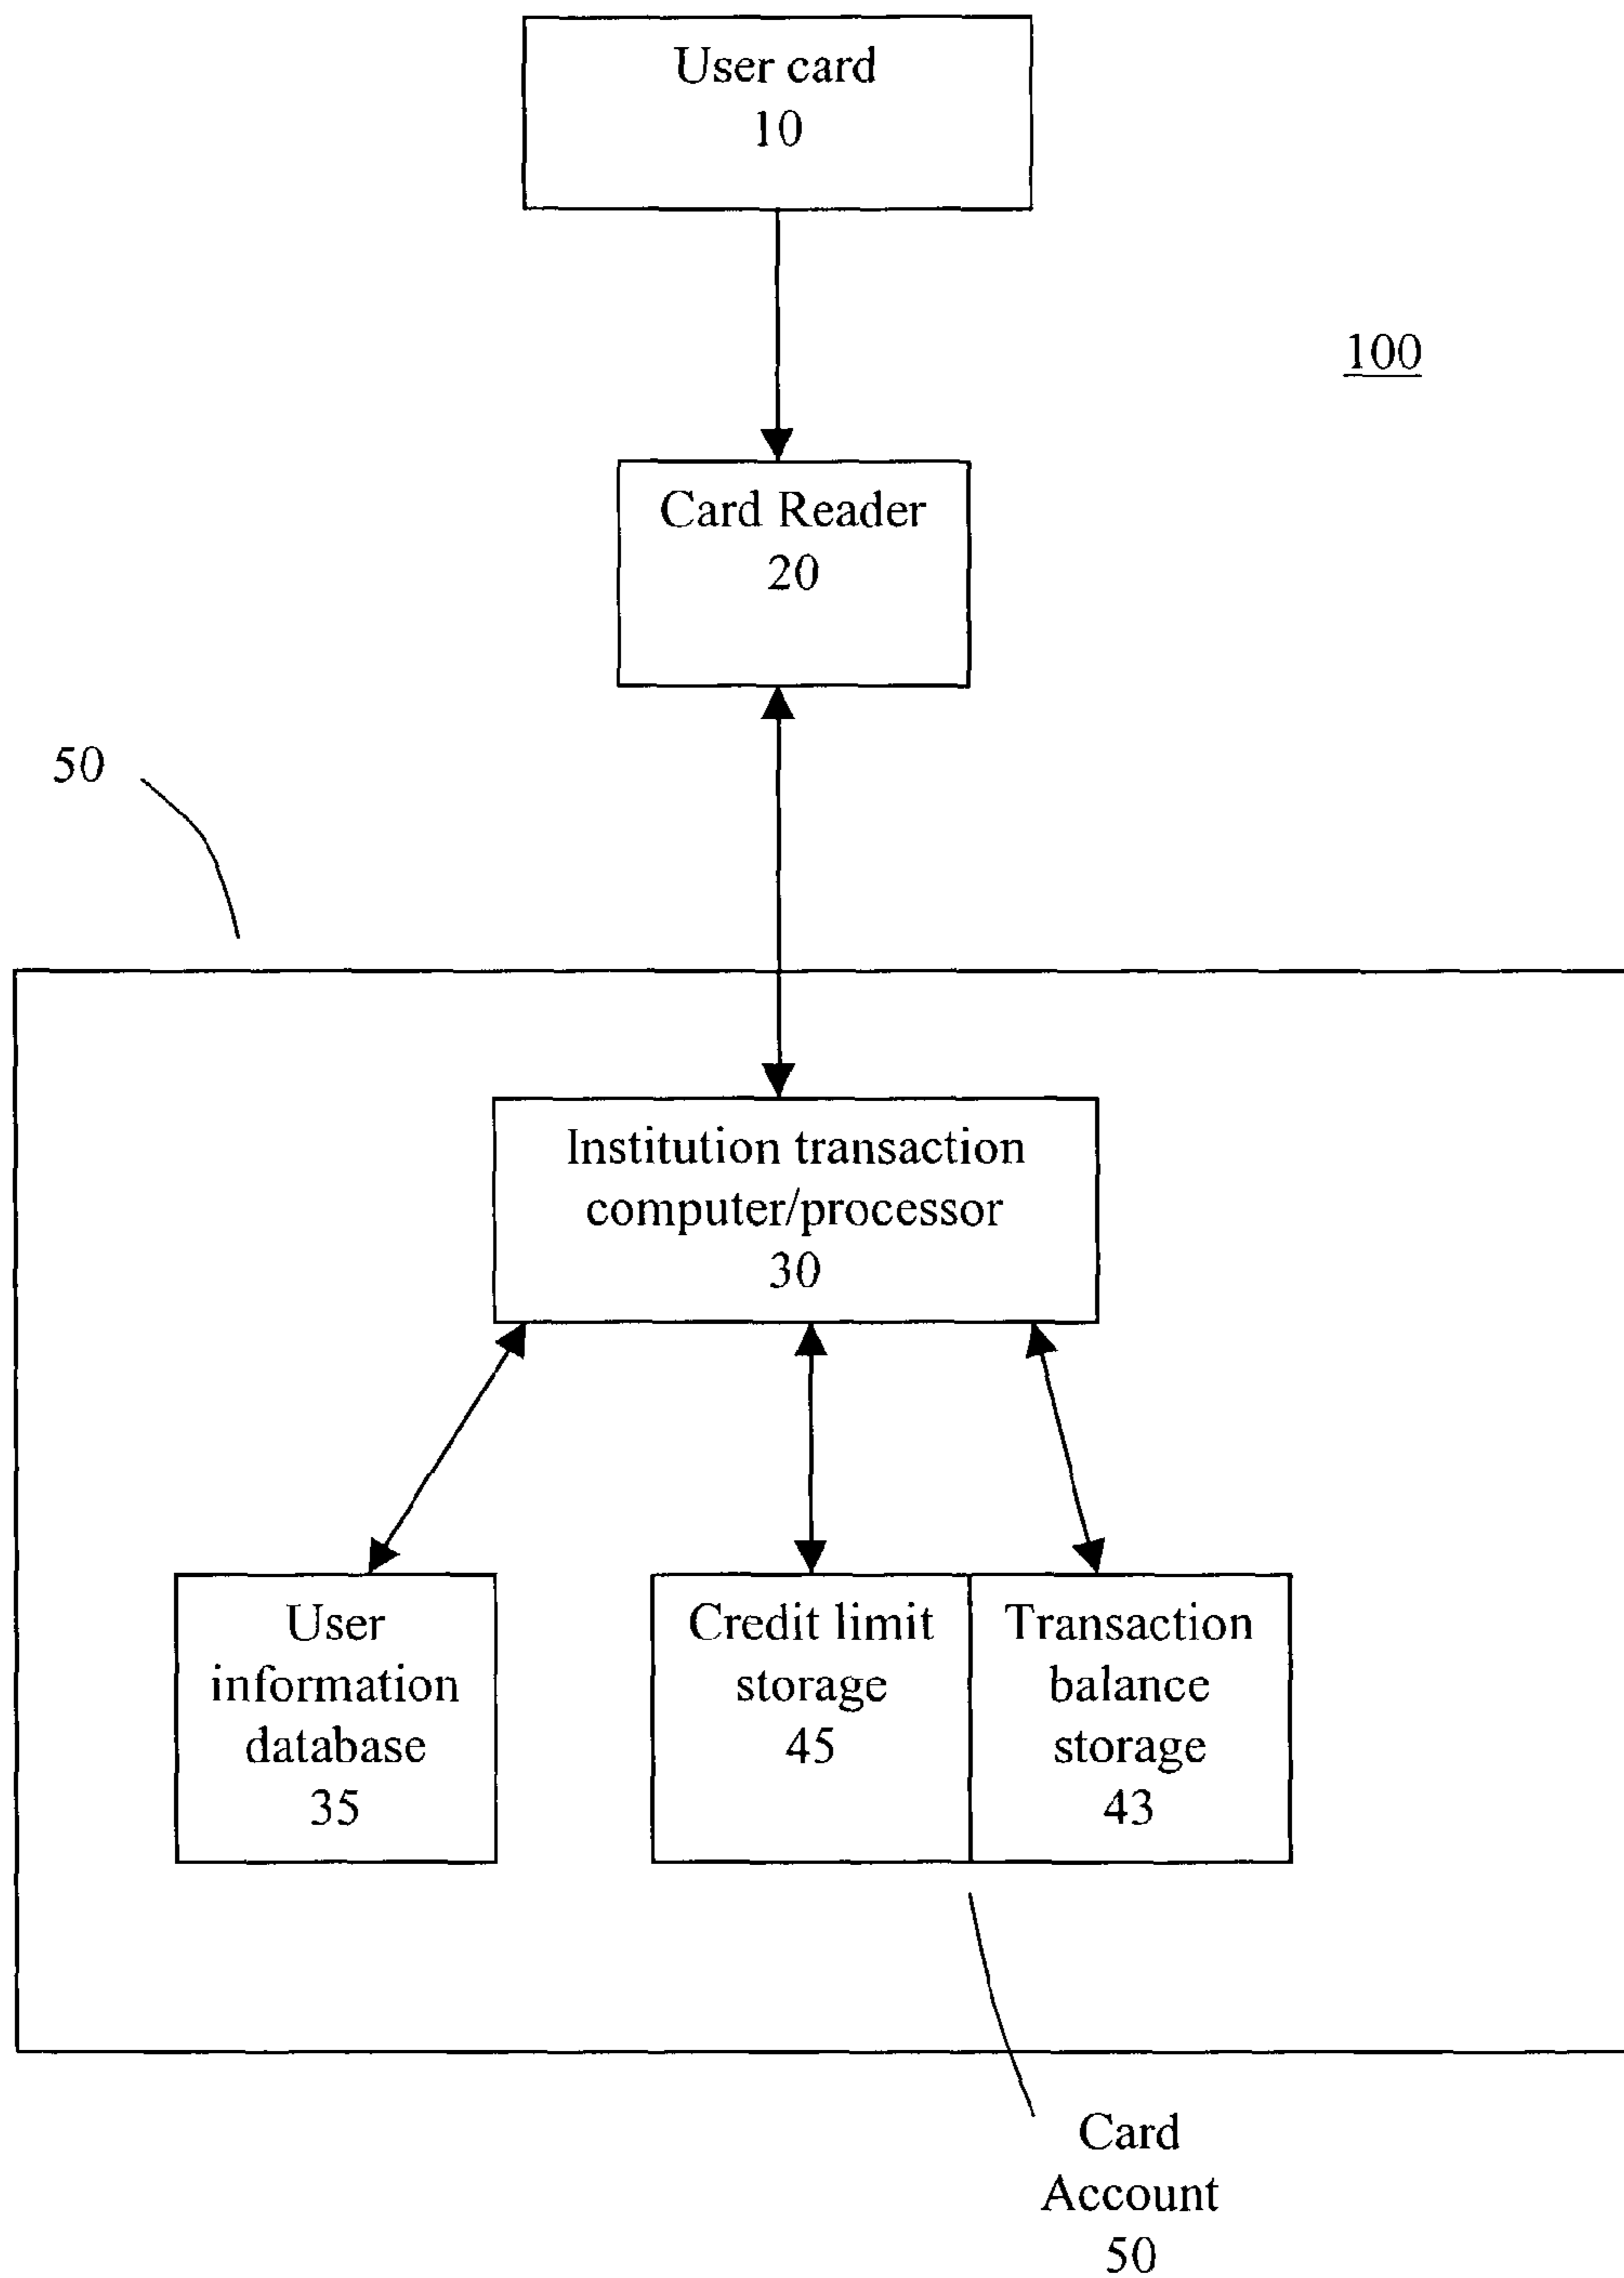 User card
10
100
Card Reader
20
50
Institution transaction
computer/processor
30
User
information
database
35
Credit limit
storage
45
Transaction
balance
storage
43
Card
Account
50